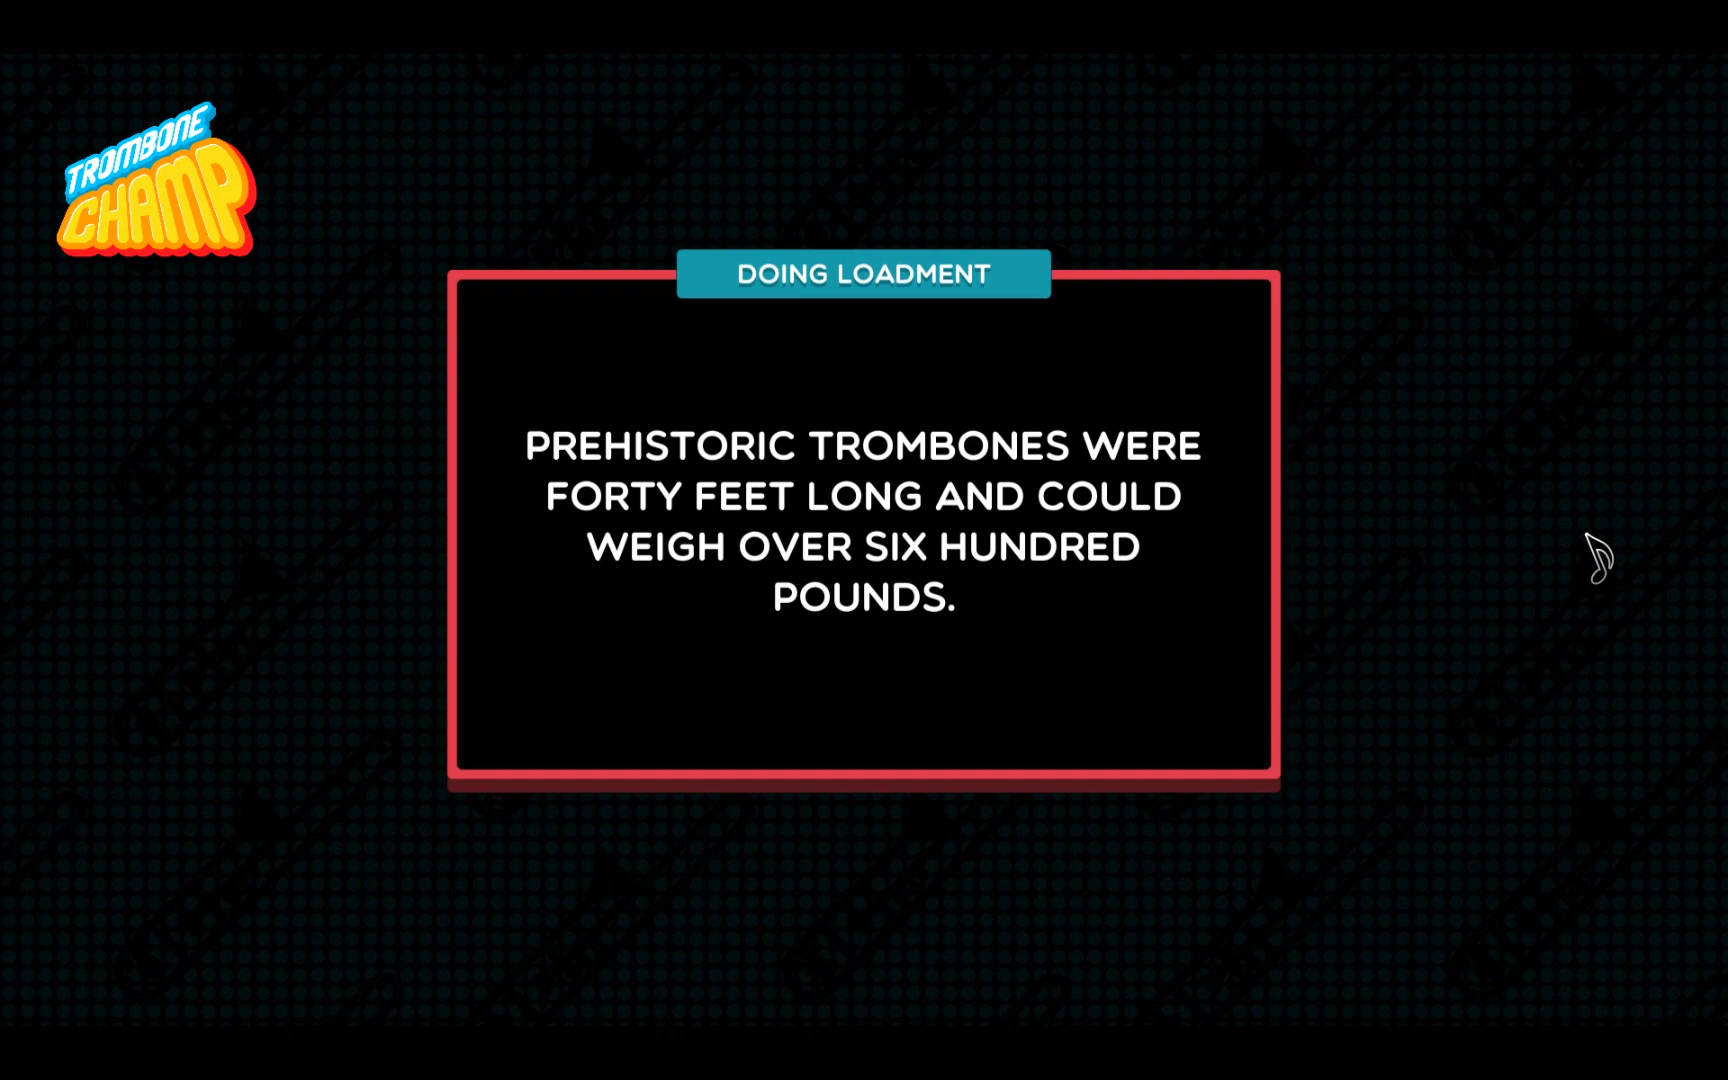 TROMBONE
CHAMP
DOING LOADMENT
PREHISTORIC TROMBONES WERE
FORTY FEET LONG AND COULD
WEIGH OVER SIX HUNDRED
POUNDS.